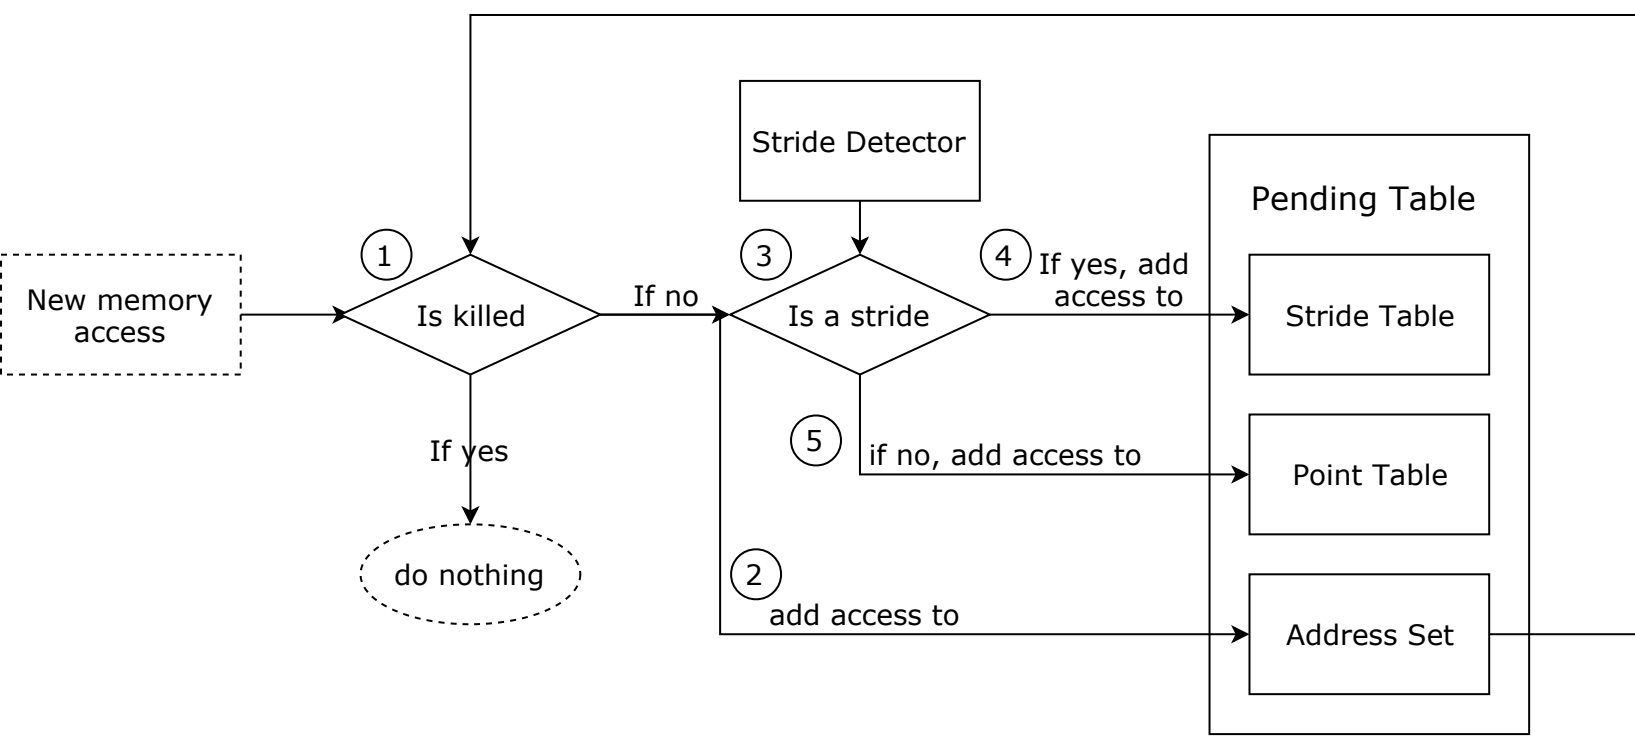 Stride Detector
Pending Table
1
3
4
If yes, add
access to
New memory
access
If no
Is killed
Is a stride
Stride Table
If yes
5
if no, add access to
Point Table
do nothing
2
add access to
Address Set